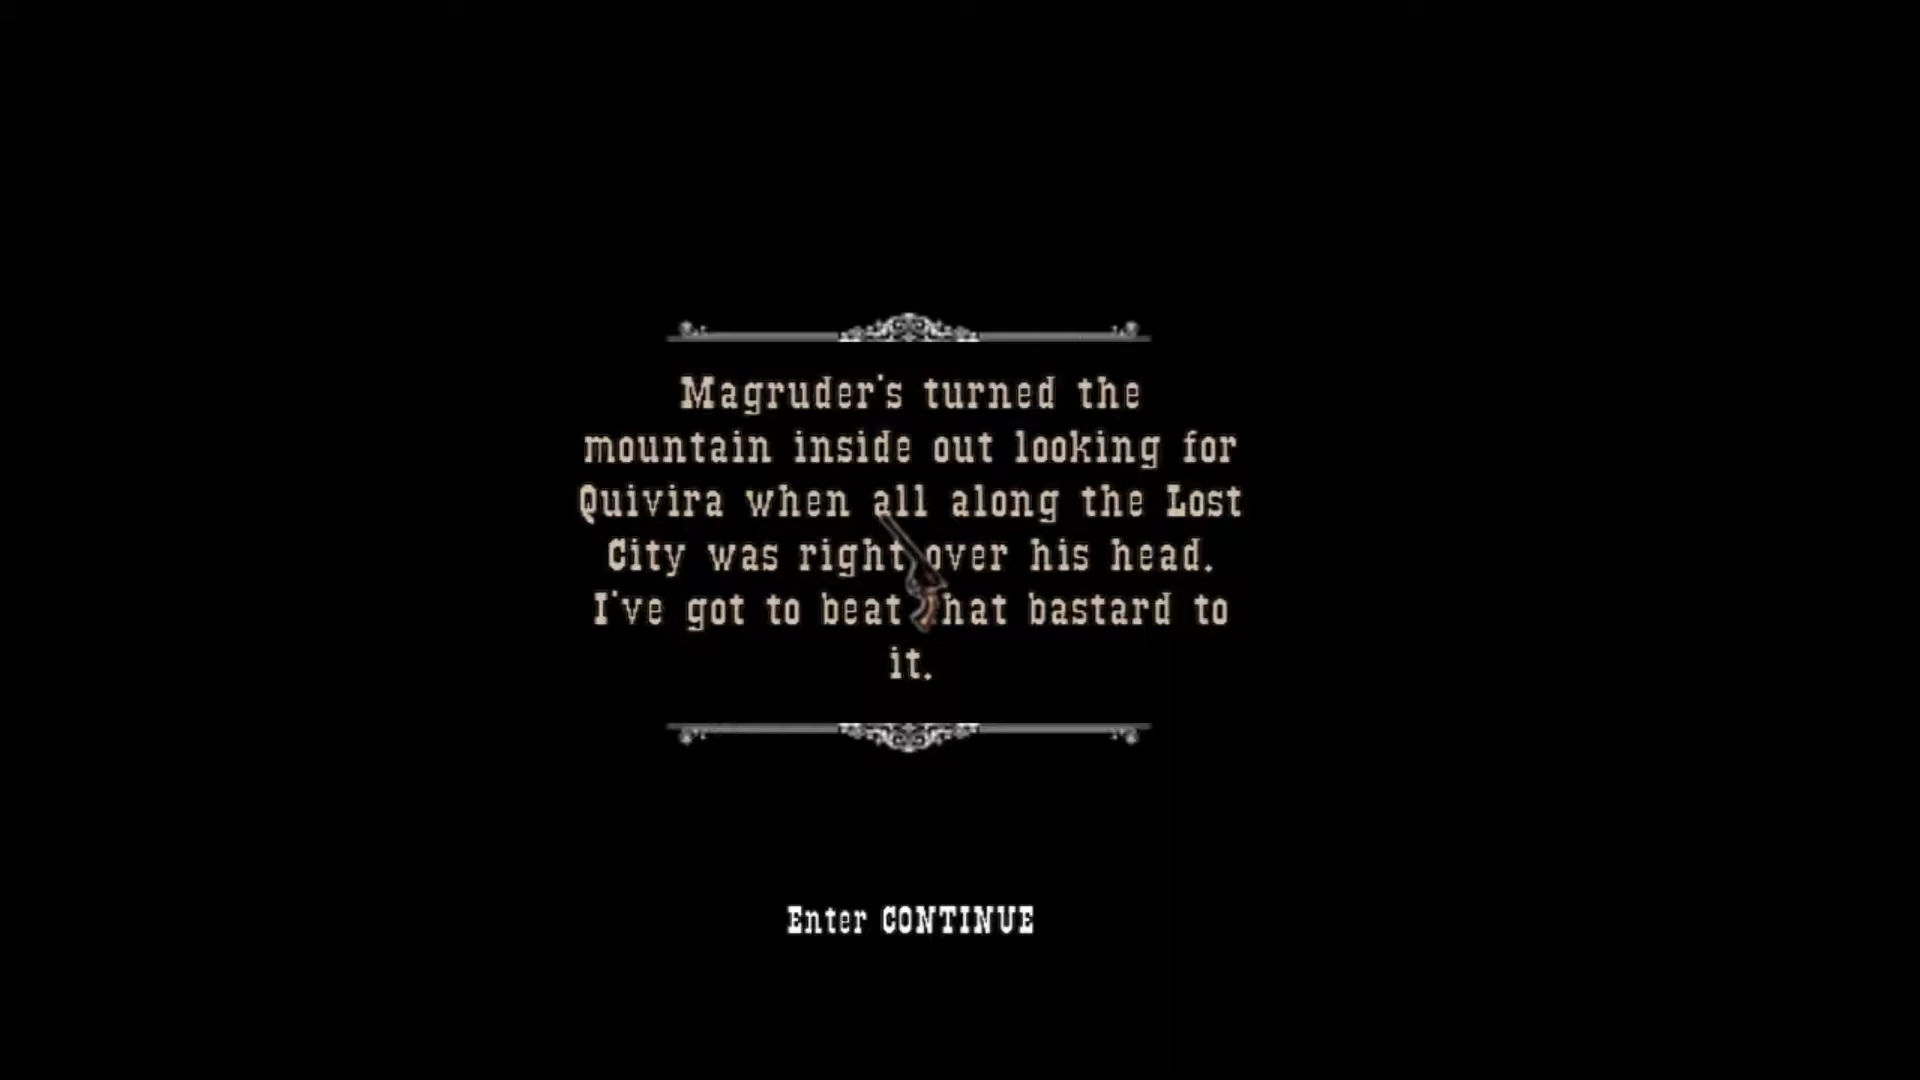 Magruder's turned the
mountain inside out looking for
Quivira when all along the Lost
City was right over his head.
I've got to beat that bastard to
it.
Enter CONTINUE